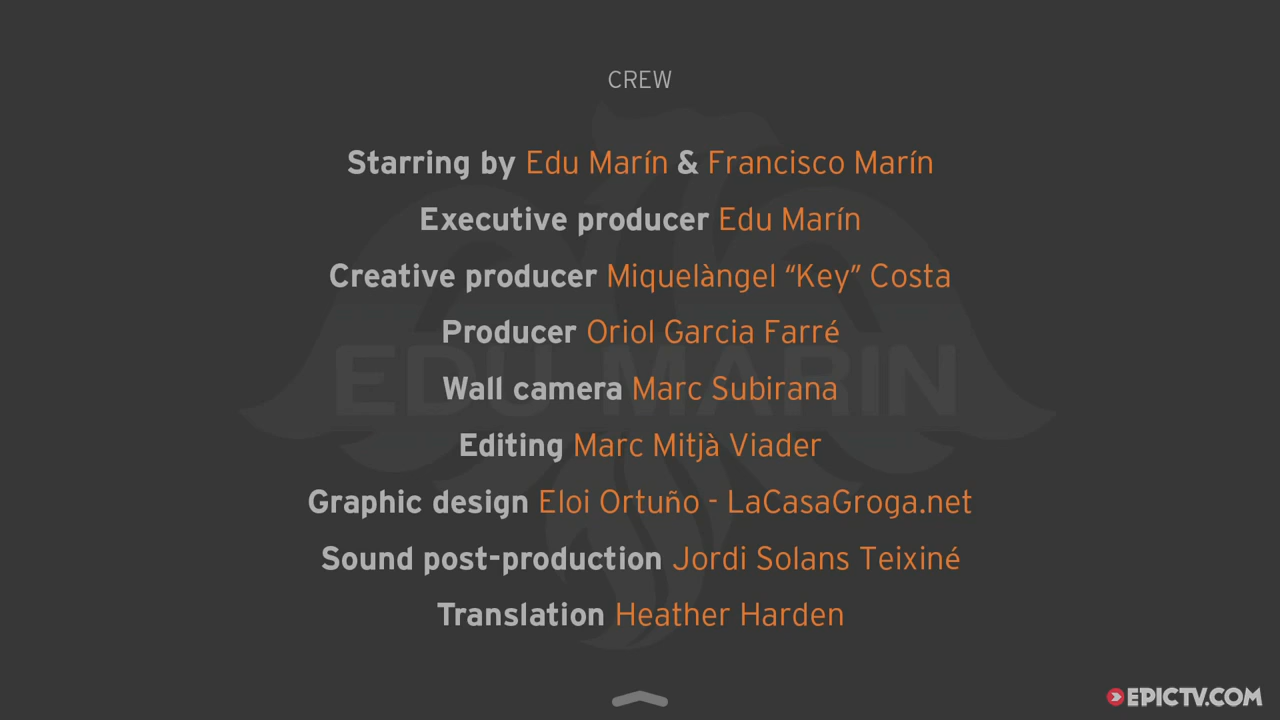 CREW
Starring by Edu Marín & Francisco Marín
Executive producer Edu Marín
Creative producer Miquelàngel “Key” Costa
Producer Oriol Garcia Farré
EDU MARIN
Wall camera Marc Subirana
Editing Marc Mitjà Viader
Graphic design Eloi Ortuño - LaCasaGroga.net
Sound post-production Jordi Solans Teixiné
Translation Heather Harden
EPICTV.COM